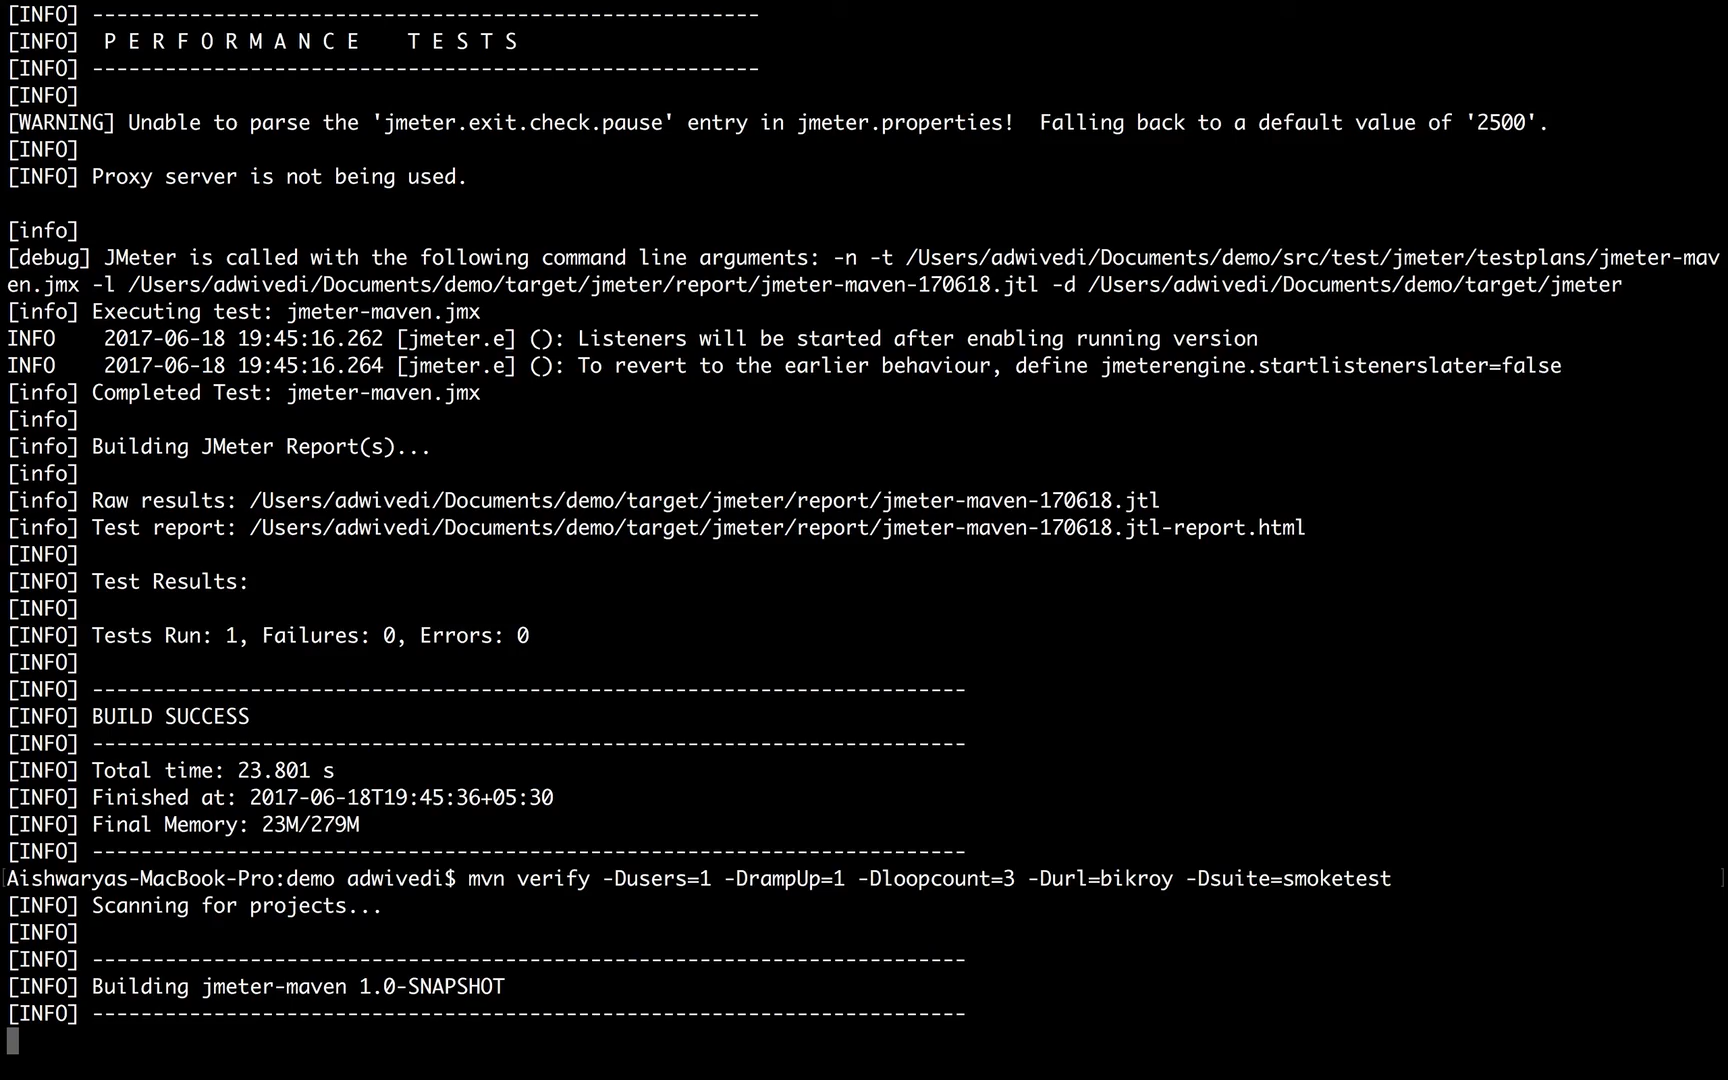 [INFO] -------------------------------------------------------
[INFO]  P E R F O R M A N C E    T E S T S
[INFO] -------------------------------------------------------
[INFO]
[WARNING] Unable to parse the 'jmeter.exit.check.pause' entry in jmeter.properties!  Falling back to a default value of '2500'.
[INFO]
[INFO] Proxy server is not being used.

[info]
[debug] JMeter is called with the following command line arguments: -n -t /Users/adwivedi/Documents/demo/src/test/jmeter/testplans/jmeter-mav
en.jmx -l /Users/adwivedi/Documents/demo/target/jmeter/report/jmeter-maven-170618.jtl -d /Users/adwivedi/Documents/demo/target/jmeter
[info] Executing test: jmeter-maven.jmx
INFO    2017-06-18 19:45:16.262 [jmeter.e] (): Listeners will be started after enabling running version
INFO    2017-06-18 19:45:16.264 [jmeter.e] (): To revert to the earlier behaviour, define jmeterengine.startlistenerslater=false
[info] Completed Test: jmeter-maven.jmx
[info]
[info] Building JMeter Report(s)...
[info]
[info] Raw results: /Users/adwivedi/Documents/demo/target/jmeter/report/jmeter-maven-170618.jtl
[info] Test report: /Users/adwivedi/Documents/demo/target/jmeter/report/jmeter-maven-170618.jtl-report.html
[INFO]
[INFO] Test Results:
[INFO]
[INFO] Tests Run: 1, Failures: 0, Errors: 0
[INFO]
[INFO] ------------------------------------------------------------------------
[INFO] BUILD SUCCESS
[INFO] ------------------------------------------------------------------------
[INFO] Total time: 23.801 s
[INFO] Finished at: 2017-06-18T19:45:36+05:30
[INFO] Final Memory: 23M/279M
[INFO] ------------------------------------------------------------------------
Aishwaryas-MacBook-Pro:demo adwivedi$ mvn verify -Dusers=1 -DrampUp=1 -Dloopcount=3 -Durl=bikroy -Dsuite=smoketest
[INFO] Scanning for projects...
[INFO]
[INFO] ------------------------------------------------------------------------
[INFO] Building jmeter-maven 1.0-SNAPSHOT
[INFO] ------------------------------------------------------------------------